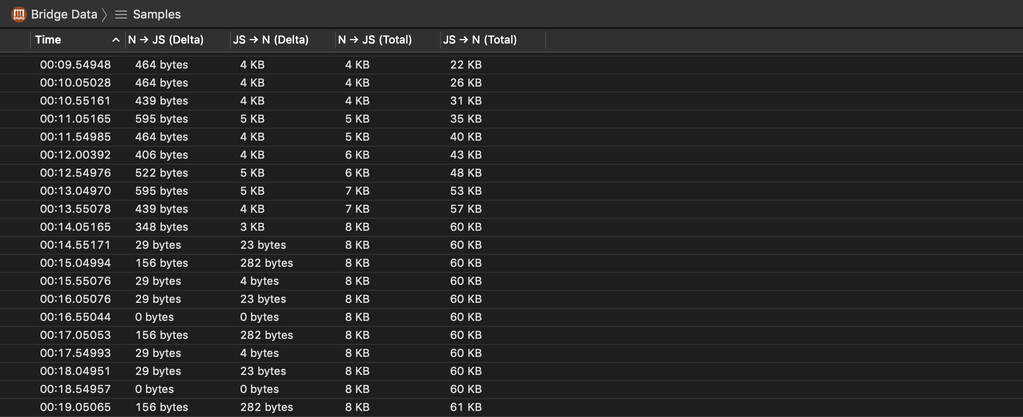 Bridge Data Samples
Time N → JS (Delta) JS → N (Delta) N → JS (Total) JS → N (Total)
00:09.54948 464 bytes 4 KB 4 KB 22 KB
00:10.05028 464 bytes 4 KB 4 KB 26 KB
00:10.55161 439 bytes 4 KB 4 KB 31 KB
00:11.05165 595 bytes 5 KB 5 KB 35 KB
00:11.54985 464 bytes 4 KB 5 KB 40 KB
00:12.00392 406 bytes 4 KB 6 KB 43 KB
00:12.54976 522 bytes 5 KB 6 KB 48 KB
00:13.04970 595 bytes 5 KB 7 KB 53 KB
00:13.55078 439 bytes 4 KB 7 KB 57 KB
00:14.05165 348 bytes 3 KB 8 KB 60 KB
00:14.55171 29 bytes 23 bytes 8 KB 60 KB
00:15.04994 156 bytes 282 bytes 8 KB 60 KB
00:15.55076 29 bytes 4 bytes 8 KB 60 KB
00:16.05076 29 bytes 23 bytes 8 KB 60 KB
00:16.55044 0 bytes 0 bytes 8 KB 60 KB
00:17.05053 156 bytes 282 bytes 8 KB 60 KB
00:17.54993 29 bytes 4 bytes 8 KB 60 KB
00:18.04951 29 bytes 23 bytes 8 KB 60 KB
00:18.54957 0 bytes 0 bytes 8 KB 60 KB
00:19.05065 156 bytes 282 bytes 8 KB 61 KB